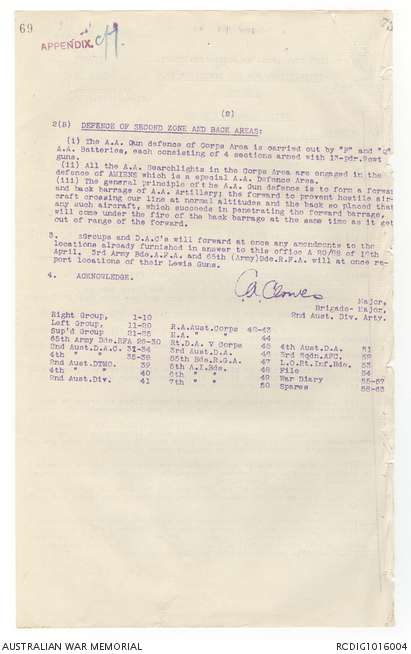 69
APPENDIX.
(2)
2(B) DEFENCE OF SECOND ZONE AND BACK AREAS:
(i) The A.A. Gun defence of Corps Area is carried out by "P" and "Q"
A.A. Batteries, each consisting of 4 sections armed with 13-pdr.9cwt
guns.
(ii) All the A.A. Searchlights in the Corps Area are engaged in the
defence of AMIENS which is a special A.A. Defence Area.
(iii) The general principle of the A.A. Gun defence is to form a forward
and back barrage of A.A. Artillery; the forward to prevent hostile air-
craft crossing our line at normal altitudes and the back so placed that
any such aircraft, which succeeds in penetrating the forward barrage,
will come under the fire of the back barrage at the same time as it gets
out of range of the forward.
3. Groups and D.A.C's will forward at once any amendments to the
locations already furnished in answer to this office A 20/88 of
April. 3rd Army Bde.A.F.A. and 65th (Army)Bde.R.F.A. will at once re-
port locations of their Lewis Guns.
4. ACKNOWLEDGE.
Major,
Brigade Major,
2nd Aust. Div. Arty.
Right Group, 1-10
Left Group, 11-20
Sup'd Group 21-25
65th Army Bde.RFA 26-30
2nd Aust.D.A.C. 31-34
4th " " 35-38
2nd Aust.DTMO. 39
4th " " 40
2nd Aust.Div. 41
R.A.Aust.Corps 42-43
H.A. " " 44
Rt.D.A. V Corps 45
3rd Aust.D.A. 46
Bde.R.G.A. 47
5th A.I.Bde. 48
6th " " 49
7th " " 50
4th Aust.D.A. 51
3rd Sqdn.AFC. 52
L.O.St.Inf.Bde. 53
File 54
War Diary 55-57
Spares 58-63
AUSTRALIAN WAR MEMORIAL
RCDIG1016004